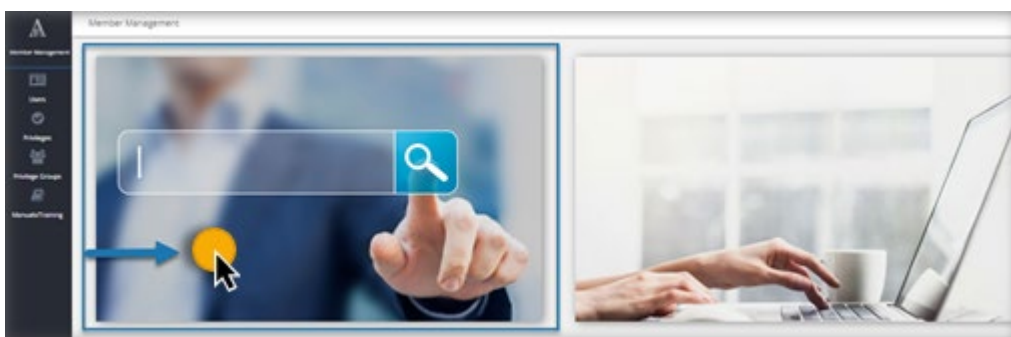 Member Management
Member Management
Users
Privileges
Privilege Groups
Manuals/Training